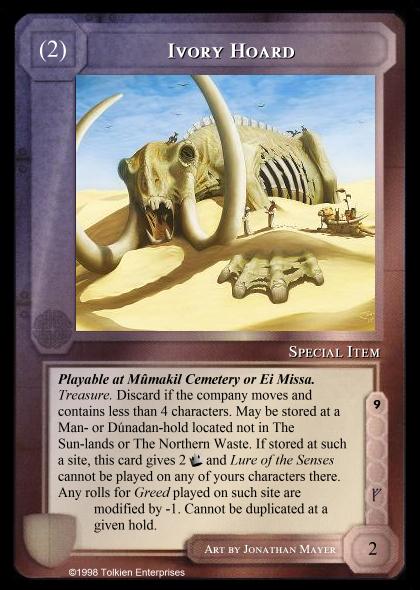 (2)
IVORY HOARD
SPECIAL ITEM
Playable at Mûmakil Cemetery or Ei Missa.
Treasure. Discard if the company moves and
contains less than 4 characters. May be stored at a
Man- or Dúnadan-hold located not in The
Sun-lands or The Northern Waste. If stored at such
a site, this card gives 2 and Lure of the Senses
cannot be played on any of yours characters there.
Any rolls for Greed played on such site are
modified by -1. Cannot be duplicated at a
given hold.
9
ART BY JONATHAN MAYER
2
©1998 Tolkien Enterprises